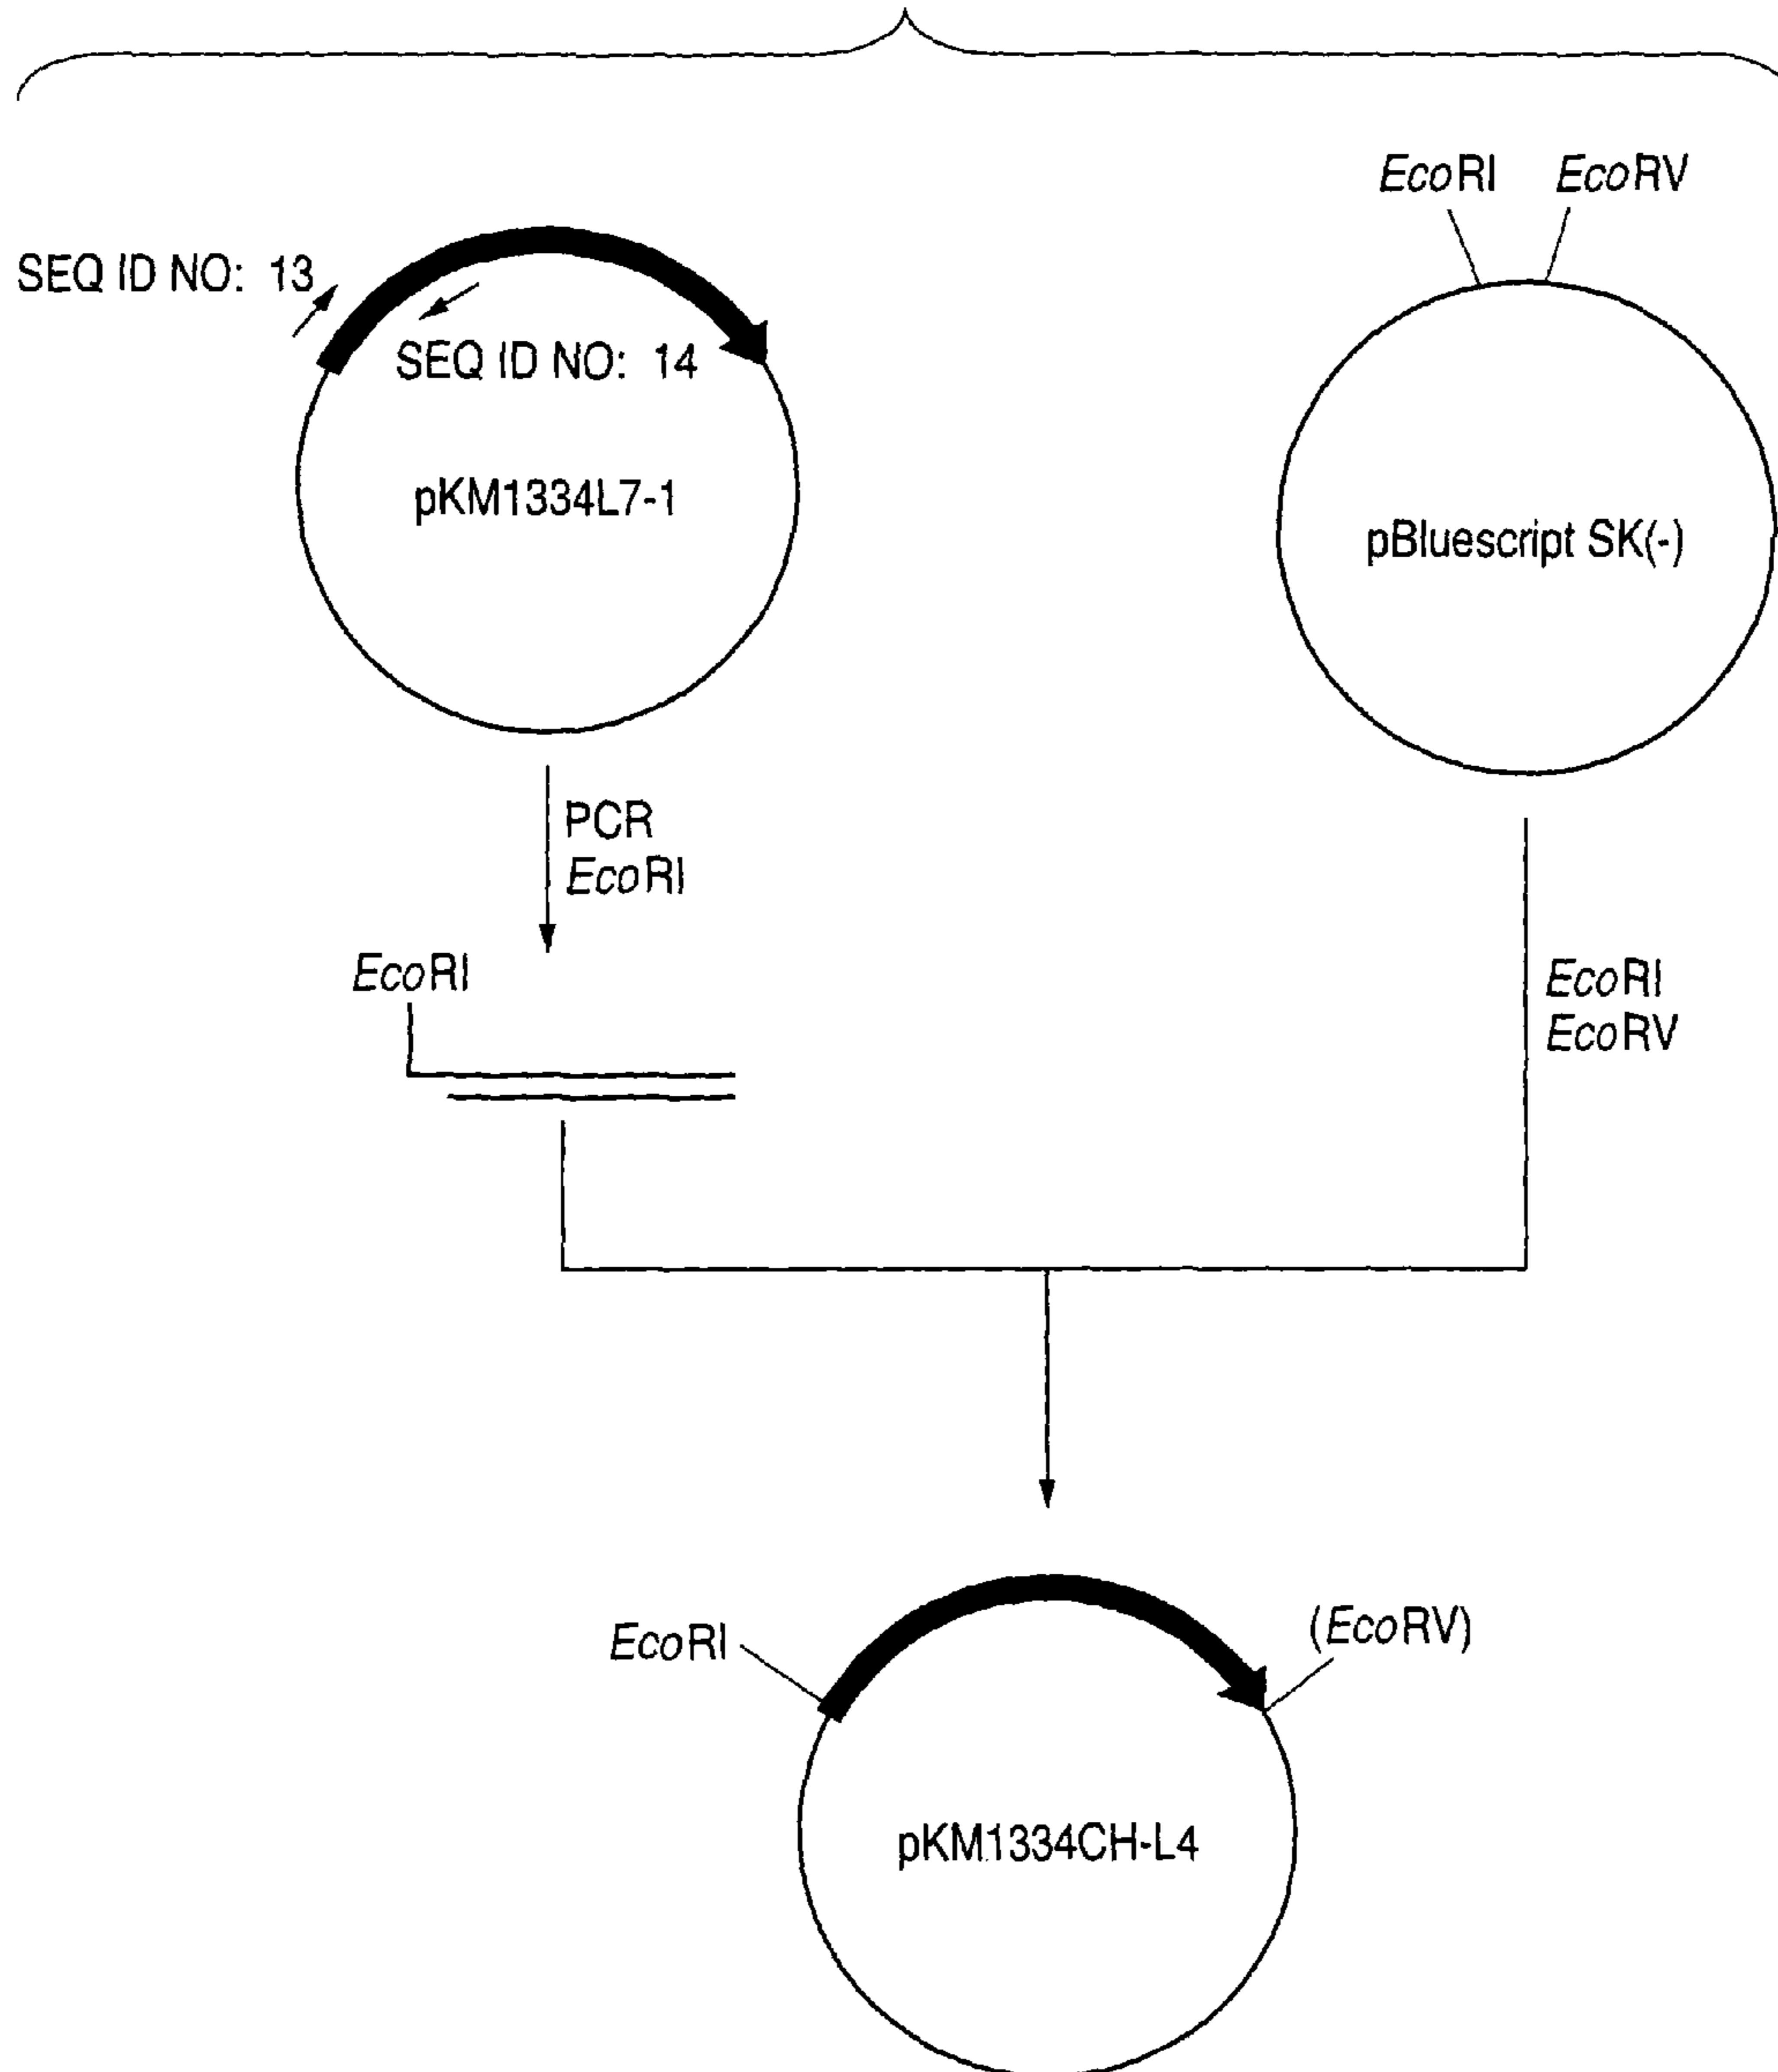 EcoRI EcoRV
SEQ ID NO: 13
SEQ ID NO: 14
pKM1334L7-1
pBluescript SK(-)
PCR
EcoRI
EcoRI
EcoRI
EcoRV
EcoRI
(EcoRV)
pKM1334CH-L4